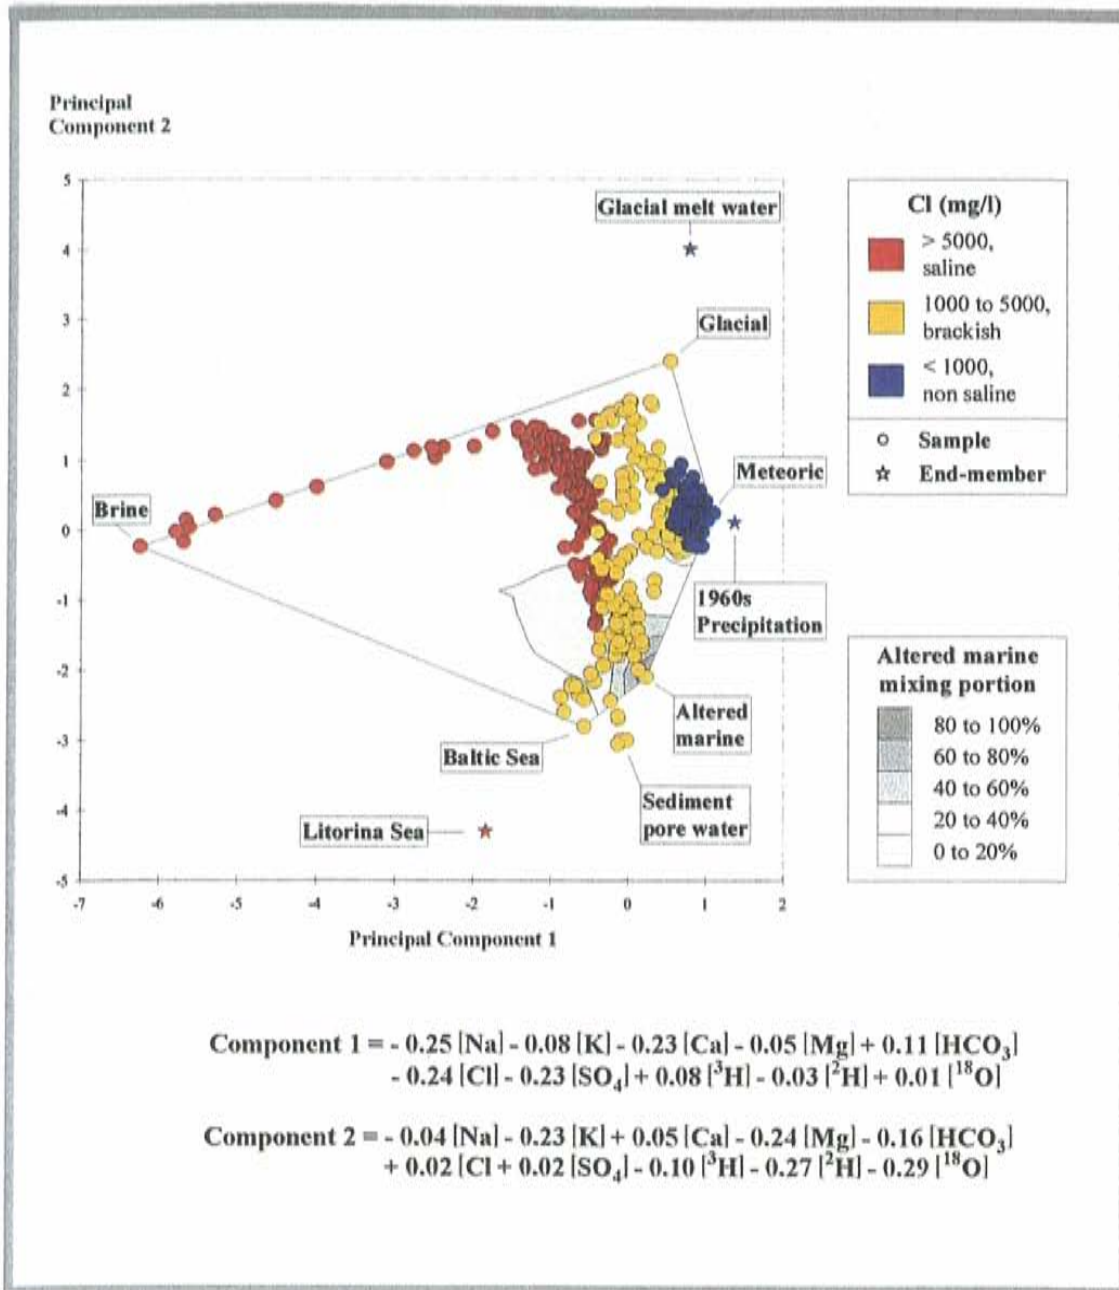 Principal
Component 2
5
4
3
2
1
0
-1
-2
-3
-4
-5
-7
-6
-5
-4
-3
-2
-1
0
1
2
Principal Component 1
Glacial melt water
Glacial
Meteoric
Brine
1960s
Precipitation
Altered
marine
Baltic Sea
Sediment
pore water
Litorina Sea
Cl (mg/l)
> 5000,
saline
1000 to 5000,
brackish
< 1000,
non saline
Sample
End-member
Altered marine
mixing portion
80 to 100%
60 to 80%
40 to 60%
20 to 40%
0 to 20%
Component 1 = - 0.25 [Na] - 0.08 [K] - 0.23 [Ca] - 0.05 [Mg] + 0.11 [HCO₃]
- 0.24 [Cl] - 0.23 [SO₄] + 0.08 [³H] - 0.03 [²H] + 0.01 [¹⁸O]
Component 2 = - 0.04 [Na] - 0.23 [K] + 0.05 [Ca] - 0.24 [Mg] - 0.16 [HCO₃]
+ 0.02 [Cl + 0.02 [SO₄] - 0.10 [³H] - 0.27 [²H] - 0.29 [¹⁸O]